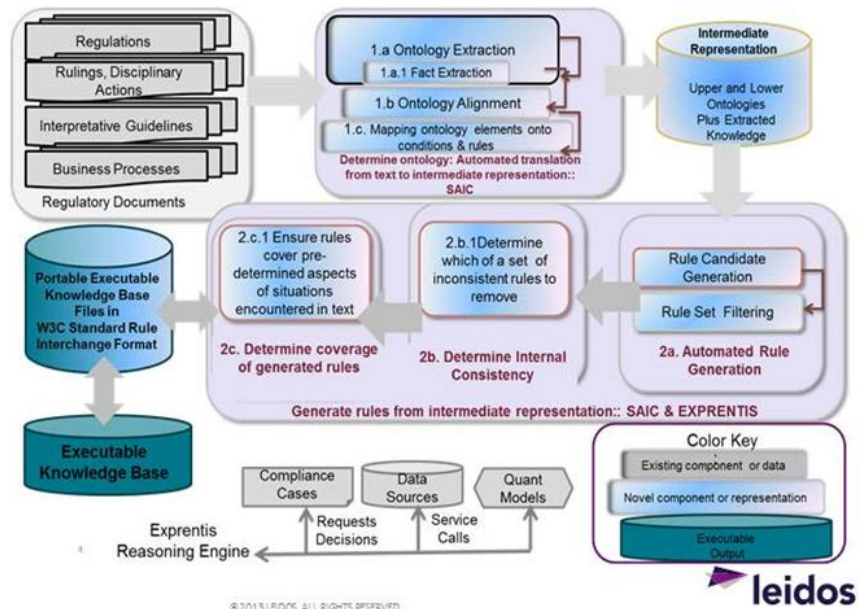 Regulations
Rulings, Disciplinary
Actions
Interpretative Guidelines
Business Processes
Regulatory Documents
1.a Ontology Extraction
1.a.1 Fact Extraction
1.b Ontology Alignment
1.c. Mapping ontology elements onto
conditions & rules
Determine ontology: Automated translation
from text to intermediate representation::
SAIC
Intermediate
Representation
Upper and Lower
Ontologies
Plus Extracted
Knowledge
Portable Executable
Knowledge Base
Files in
W3C Standard Rule
Interchange Format
2.c.1 Ensure rules
cover pre-
determined aspects
of situations
encountered in text
2c. Determine coverage
of generated rules
2.b.1Determine
which of a set of
inconsistent rules to
remove
2b. Determine Internal
Consistency
Rule Candidate
Generation
Rule Set Filtering
2a. Automated Rule
Generation
Generate rules from intermediate representation:: SAIC & EXPRENTIS
Executable
Knowledge Base
Compliance
Cases
Data
Sources
Quant
Models
Requests
Decisions
Service
Calls
Exprentis
Reasoning Engine
Color Key
Existing component or data
Novel component or representation
Executable
Output
4
©2013 LEIDOS. ALL RIGHTS RESERVED
leidos